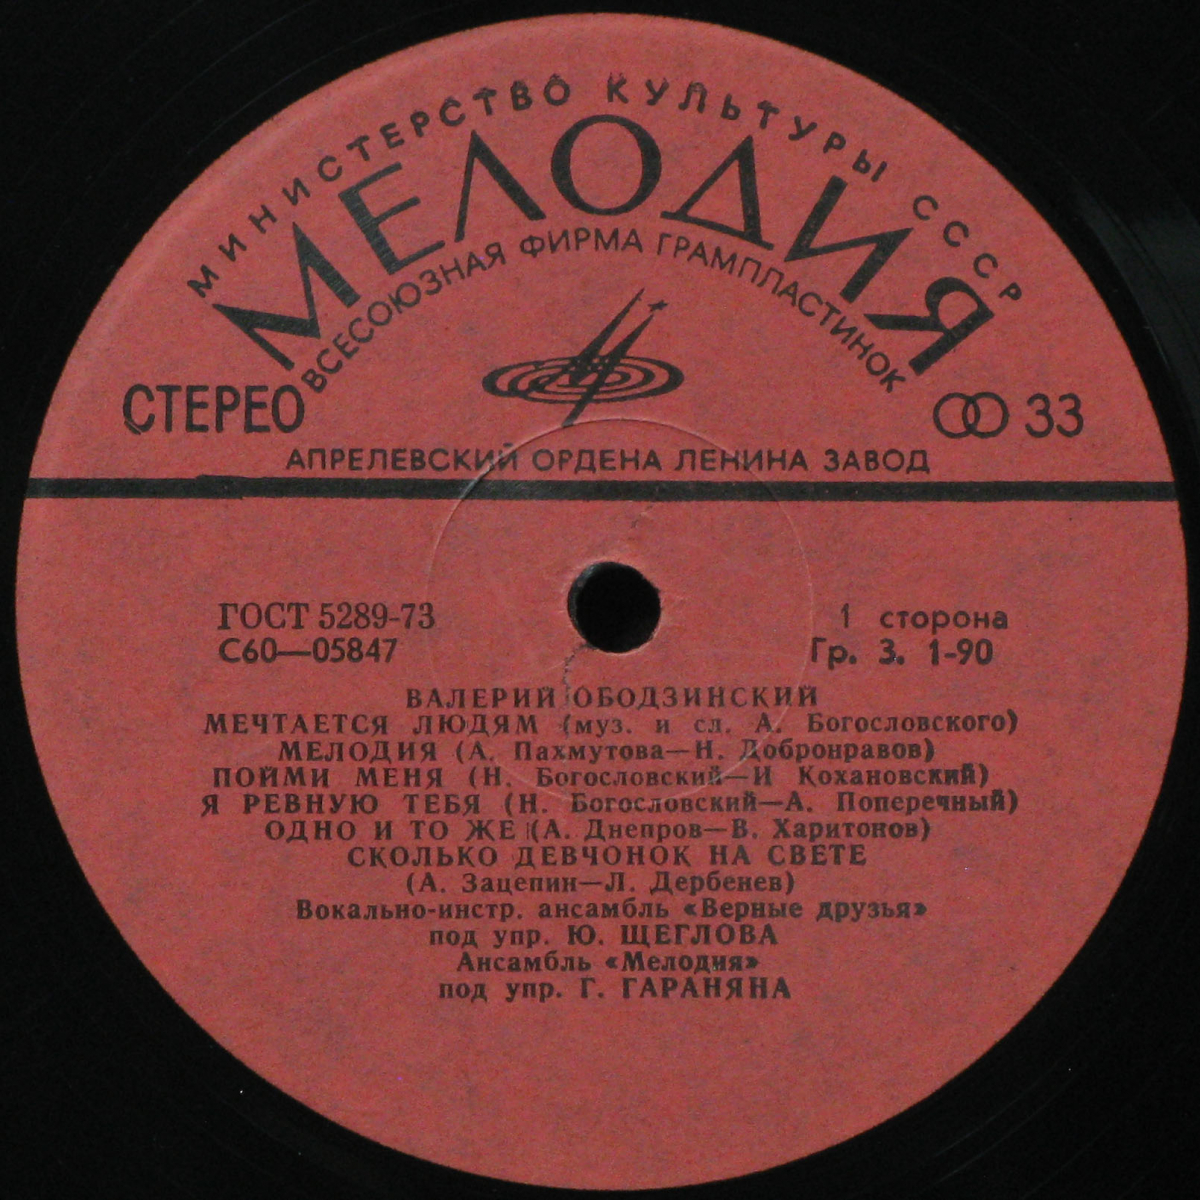 МИНИСТЕРСТВО КУЛЬТУРЫ СССР
МЕЛОДИЯ
ВСЕСОЮЗНАЯ ФИРМА ГРАМПЛАСТИНОК
СТЕРЕО
33
АПРЕЛЕВСКИЙ ОРДЕНА ЛЕНИНА ЗАВОД
ГОСТ 5289-73
1 сторона
С60—05847
Гр. 3. 1-90
ВАЛЕРИЙ ОБОДЗИНСКИЙ
МЕЧТАЕТСЯ ЛЮДЯМ (муз. и сл. А. Богословского)
МЕЛОДИЯ (А. Пахмутова—Н. Добронравов)
ПОЙМИ МЕНЯ (Н. Богословский—И Кохановский)
Я РЕВНУЮ ТЕБЯ (Н. Богословский—А. Поперечный)
ОДНО И ТО ЖЕ (А. Днепров—В. Харитонов)
СКОЛЬКО ДЕВЧОНОК НА СВЕТЕ
(А. Зацепин—Л. Дербенев)
Вокально-инстр. ансамбль «Верные друзья»
под упр. Ю. ЩЕГЛОВА
Ансамбль «Мелодия»
под упр. Г. ГАРАНЯНА